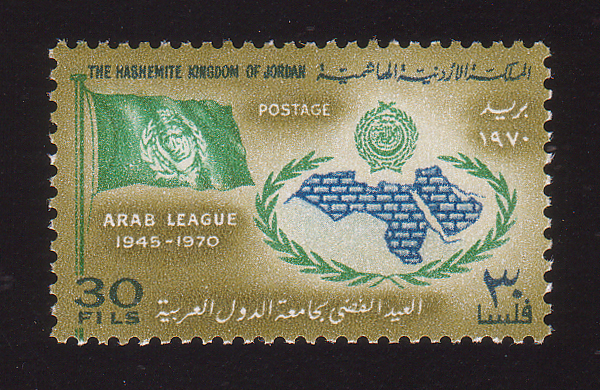 THE HASHEMITE KINGDOM OF JORDAN
المملكة الأردنية الهاشمية
POSTAGE
بريد
١٩٧٠
ARAB LEAGUE
1945-1970
30
FILS
العيد الفضي لجامعة الدول العربية
٣٠
فلسا